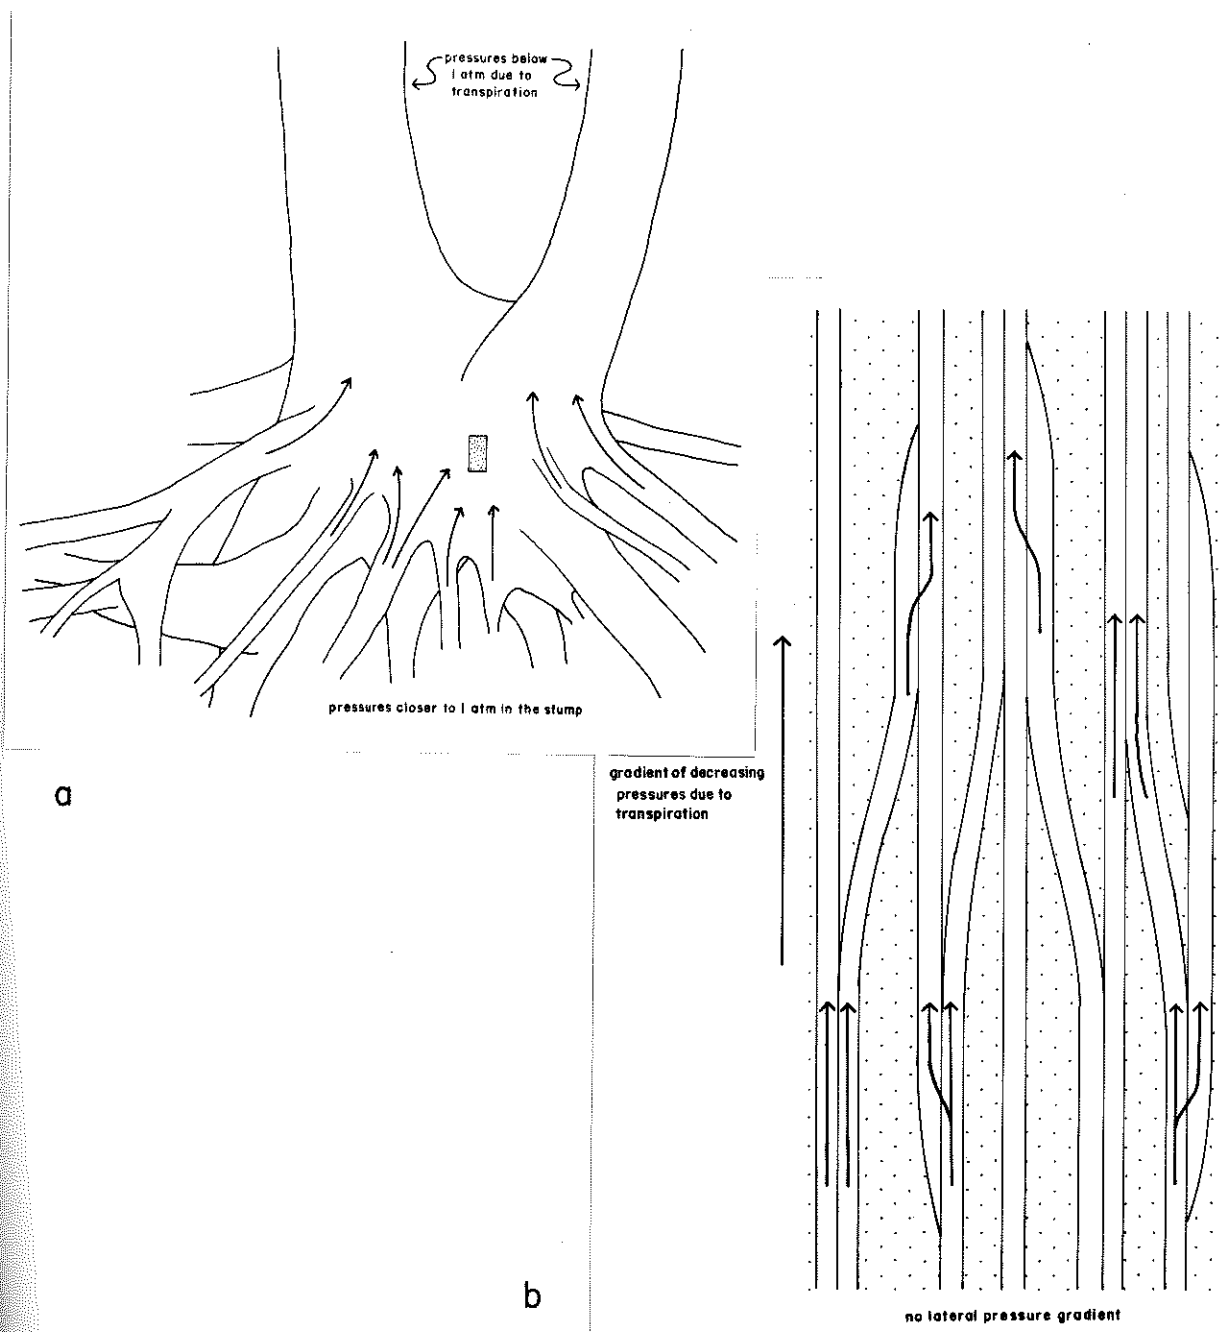 pressures below
1 atm due to
transpiration
pressures closer to 1 atm in the stump
a
gradient of decreasing
pressures due to
transpiration
b
no lateral pressure gradient